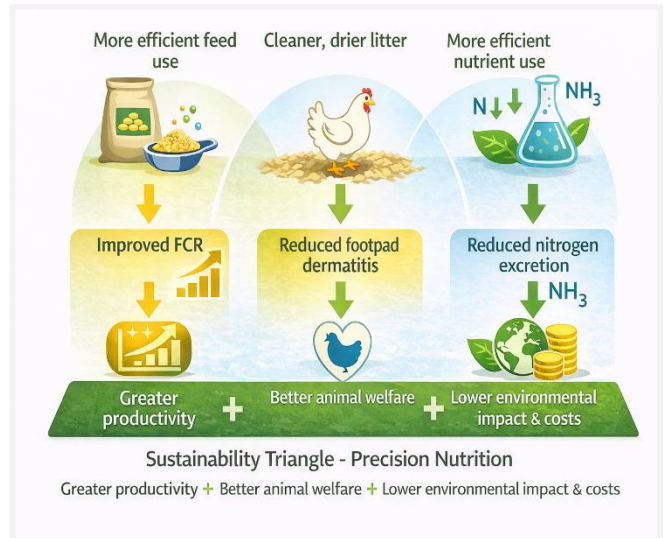 More efficient feed
use
Cleaner, drier litter
More efficient
nutrient use
N
NH₃
Improved FCR
Reduced footpad
dermatitis
Reduced nitrogen
excretion
NH₃
Greater
productivity
+
Better animal welfare
+
Lower environmental
impact & costs
Sustainability Triangle - Precision Nutrition
Greater productivity + Better animal welfare + Lower environmental impact & costs